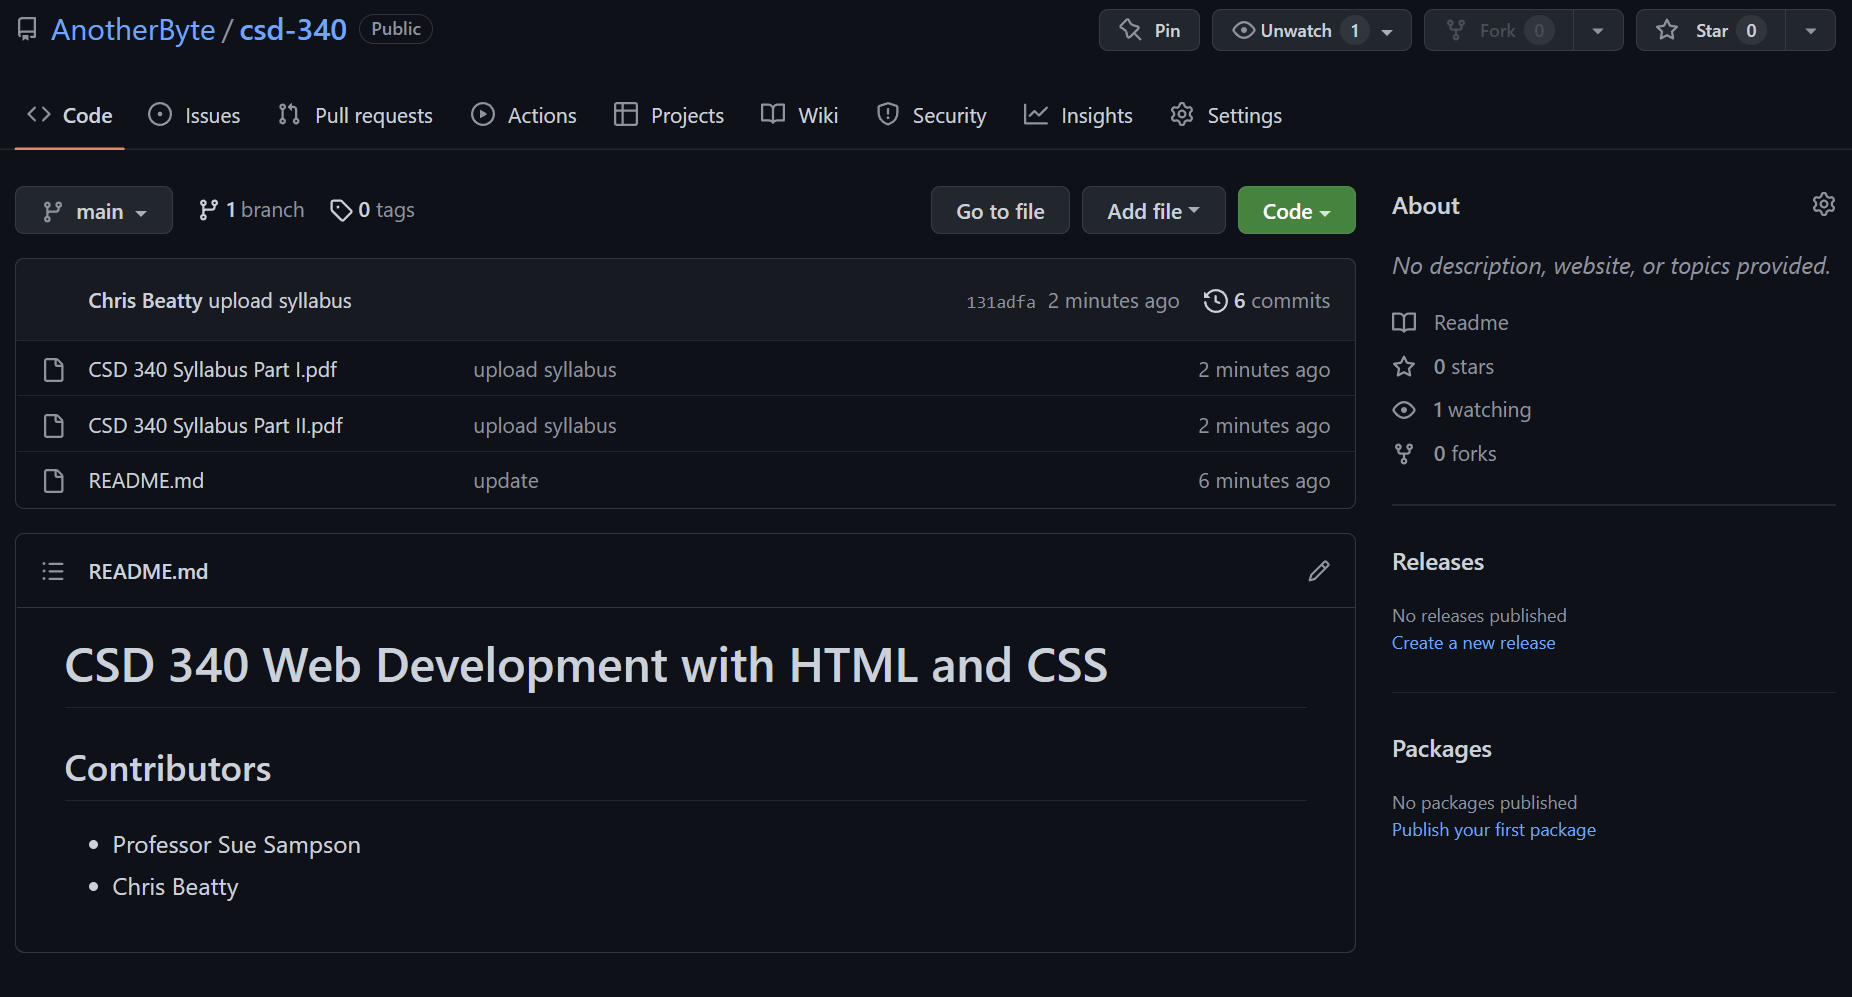 AnotherByte / csd-340 Public Pin Unwatch 1 Fork 0 Star 0
Code Issues Pull requests Actions Projects Wiki Security Insights Settings
main 1 branch 0 tags Go to file Add file Code
Chris Beatty upload syllabus 131adfa 2 minutes ago 6 commits
CSD 340 Syllabus Part I.pdf upload syllabus 2 minutes ago
CSD 340 Syllabus Part II.pdf upload syllabus 2 minutes ago
README.md update 6 minutes ago
README.md
CSD 340 Web Development with HTML and CSS
Contributors
Professor Sue Sampson
Chris Beatty
About
No description, website, or topics provided.
Readme
0 stars
1 watching
0 forks
Releases
No releases published
Create a new release
Packages
No packages published
Publish your first package